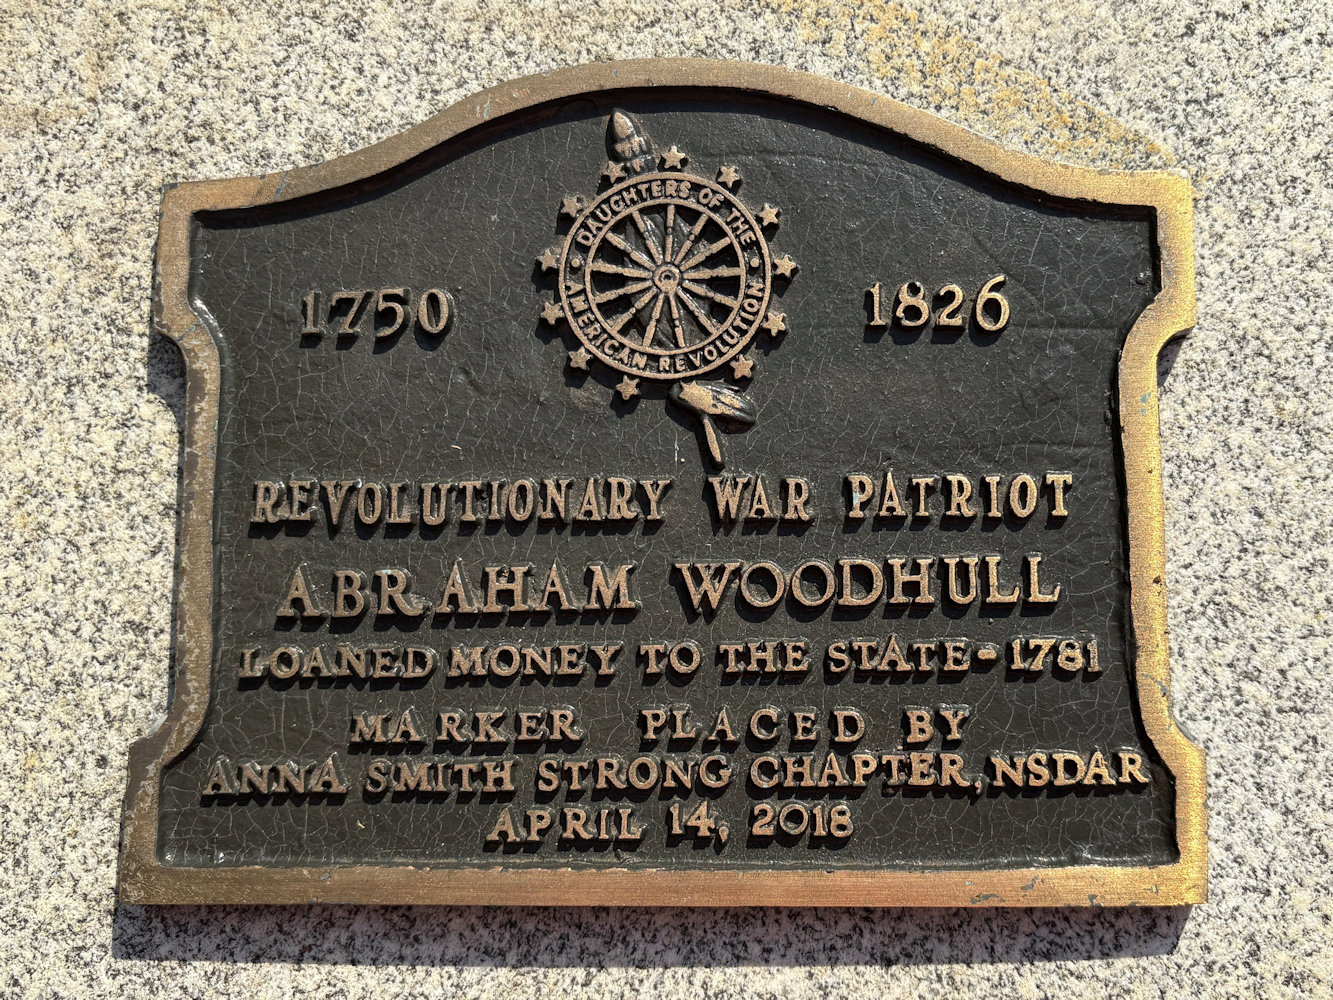 DAUGHTERS OF THE
AMERICAN REVOLUTION
1750 1826
REVOLUTIONARY WAR PATRIOT
ABRAHAM WOODHULL
LOANED MONEY TO THE STATE - 1781
MARKER PLACED BY
ANNA SMITH STRONG CHAPTER, NSDAR
APRIL 14, 2018